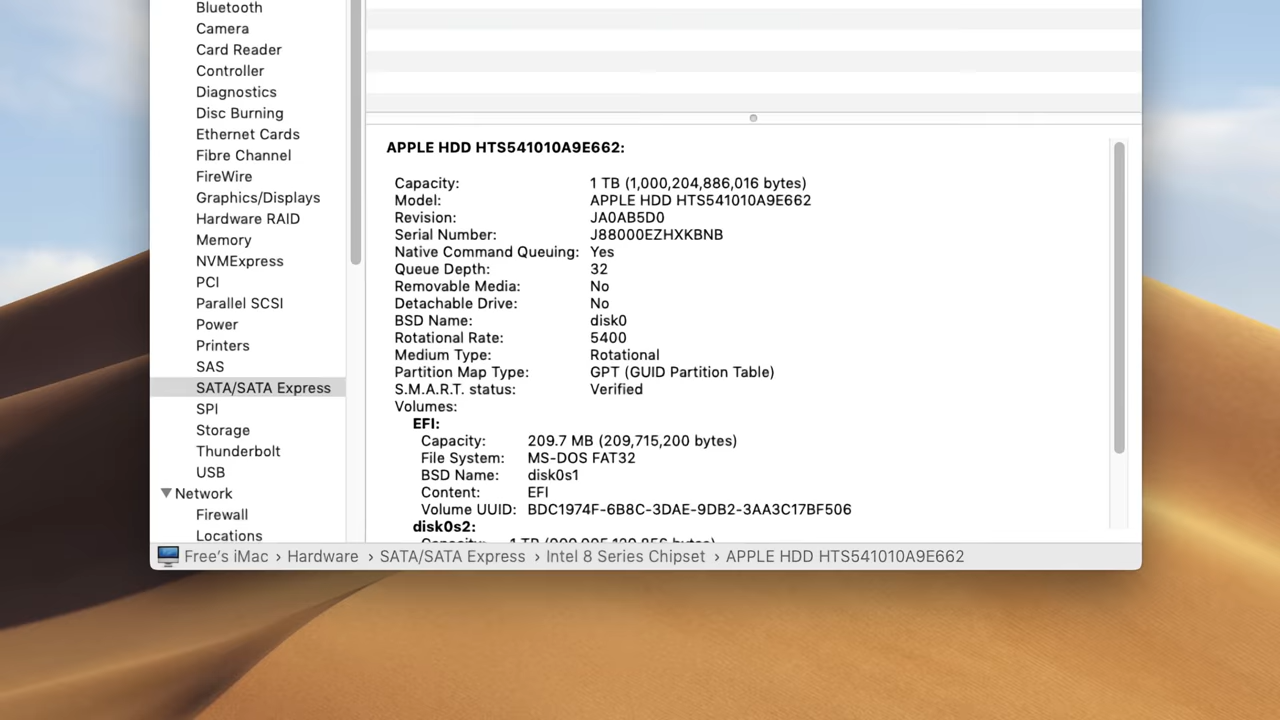 Bluetooth
Camera
Card Reader
Controller
Diagnostics
Disc Burning
Ethernet Cards
Fibre Channel
FireWire
Graphics/Displays
Hardware RAID
Memory
NVMExpress
PCI
Parallel SCSI
Power
Printers
SAS
SATA/SATA Express
SPI
Storage
Thunderbolt
USB
Network
Firewall
Locations
APPLE HDD HTS541010A9E662:
Capacity: 1 TB (1,000,204,886,016 bytes)
Model: APPLE HDD HTS541010A9E662
Revision: JA0AB5D0
Serial Number: J88000EZHXKBNB
Native Command Queuing: Yes
Queue Depth: 32
Removable Media: No
Detachable Drive: No
BSD Name: disk0
Rotational Rate: 5400
Medium Type: Rotational
Partition Map Type: GPT (GUID Partition Table)
S.M.A.R.T. status: Verified
Volumes:
EFI:
Capacity: 209.7 MB (209,715,200 bytes)
File System: MS-DOS FAT32
BSD Name: disk0s1
Content: EFI
Volume UUID: BDC1974F-6B8C-3DAE-9DB2-3AA3C17BF506
disk0s2:
Free's iMac › Hardware › SATA/SATA Express › Intel 8 Series Chipset › APPLE HDD HTS541010A9E662